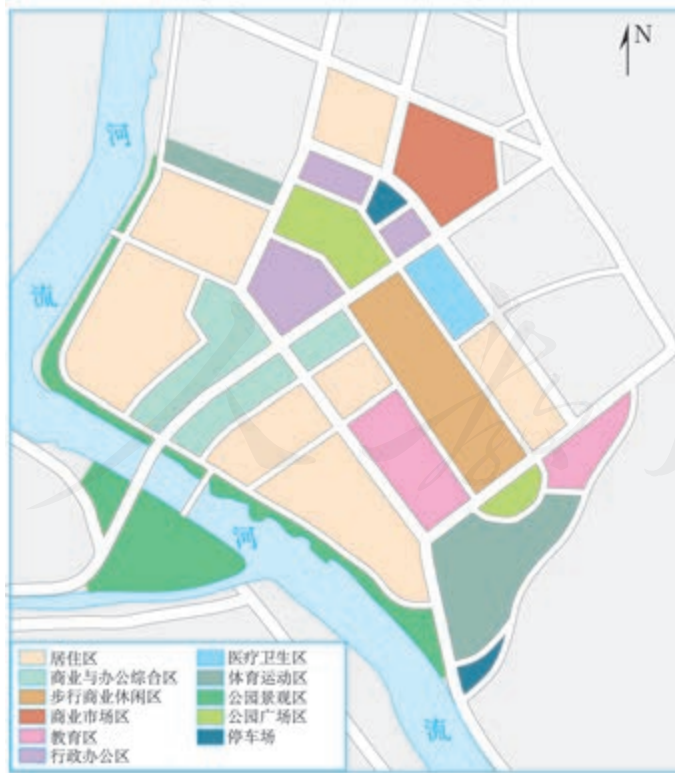 N
河
流
河
流
居住区
商业与办公综合区
步行商业休闲区
商业市场区
教育区
行政办公区
医疗卫生区
体育运动区
公园景观区
公园广场区
停车场